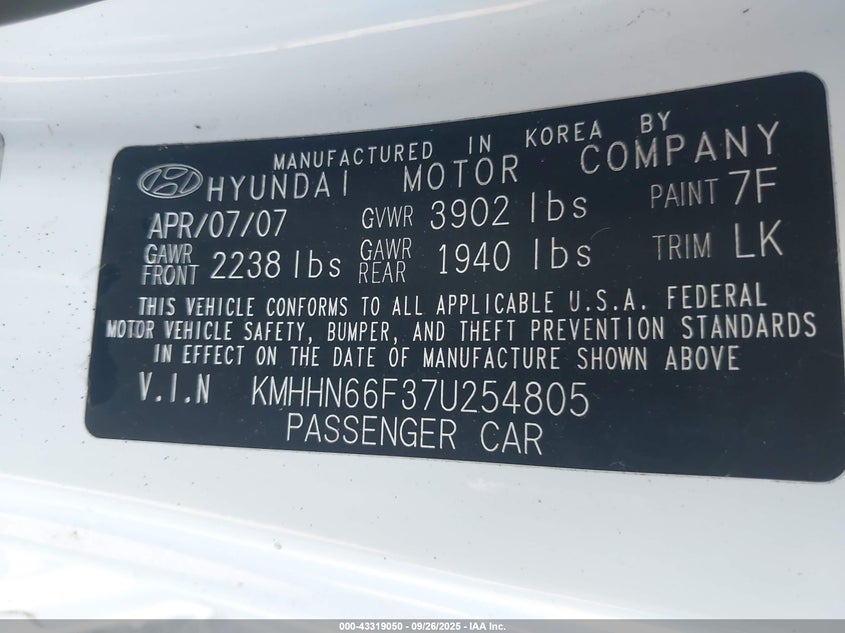 MANUFACTURED IN KOREA BY
HYUNDAI MOTOR COMPANY
APR/07/07 GVWR 3902 lbs PAINT 7F
GAWR FRONT 2238 lbs GAWR REAR 1940 lbs TRIM LK
THIS VEHICLE CONFORMS TO ALL APPLICABLE U.S.A. FEDERAL
MOTOR VEHICLE SAFETY, BUMPER, AND THEFT PREVENTION STANDARDS
IN EFFECT ON THE DATE OF MANUFACTURE SHOWN ABOVE
V.I.N KMHHN66F37U254805
PASSENGER CAR
000-43319050 - 09/26/2025 - IAA Inc.